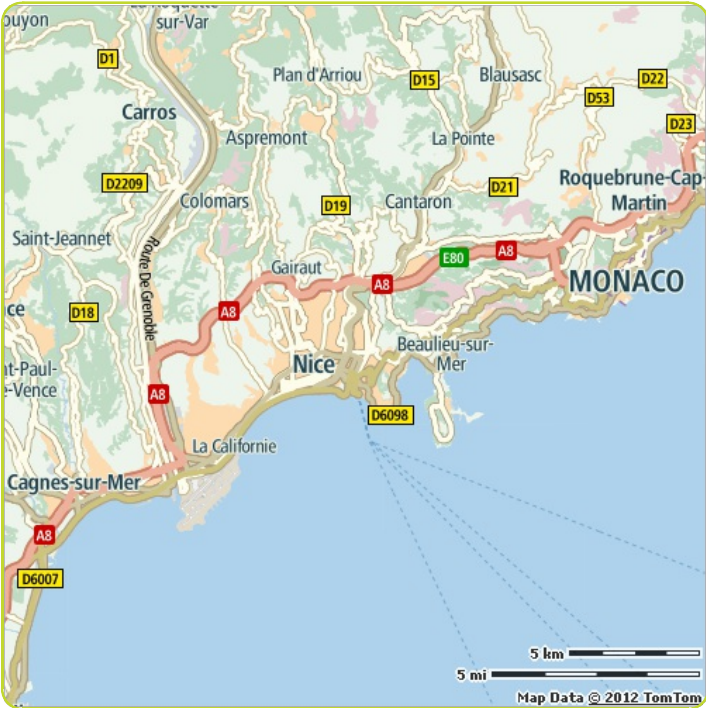 sur-Var
D1
Plan d'Arriou
D15
Blausasc
D22
D53
Carros
D23
Aspremont
La Pointe
D2209
D21
Roquebrune-Cap-
Martin
Colomars
D19
Cantaron
Saint-Jeannet
Route De Grenoble
E80
A8
Gairaut
A8
MONACO
D18
A8
Beaulieu-sur-
Mer
Nice
A8
D6098
La Californie
Cagnes-sur-Mer
A8
D6007
5 km
5 mi
Map Data © 2012 TomTom